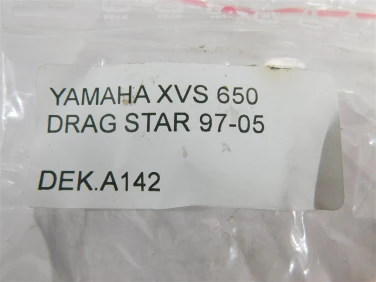 YAMAHA XVS 650
DRAG STAR 97-05
DEK.A142